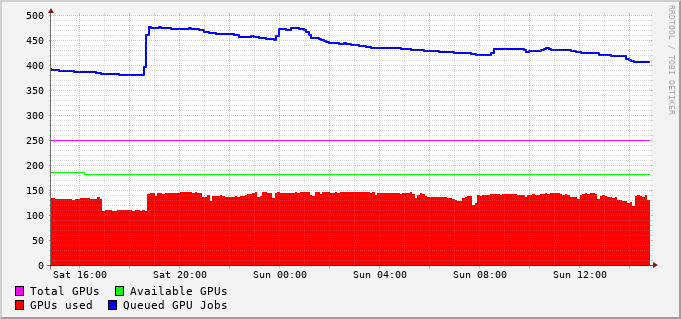 500
450
400
350
300
250
200
150
100
50
0
Sat 16:00 Sat 20:00 Sun 00:00 Sun 04:00 Sun 08:00 Sun 12:00
Total GPUs Available GPUs
GPUs used Queued GPU Jobs
RRDTOOL / TOBI OETIKER